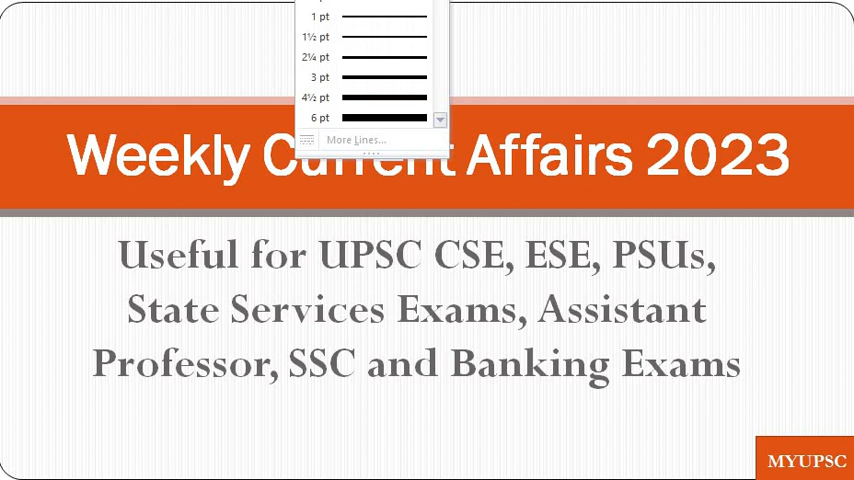 1 pt
1½ pt
2¼ pt
3 pt
4½ pt
6 pt
More Lines...
Weekly Current Affairs 2023
Useful for UPSC CSE, ESE, PSUs,
State Services Exams, Assistant
Professor, SSC and Banking Exams
MYUPSC